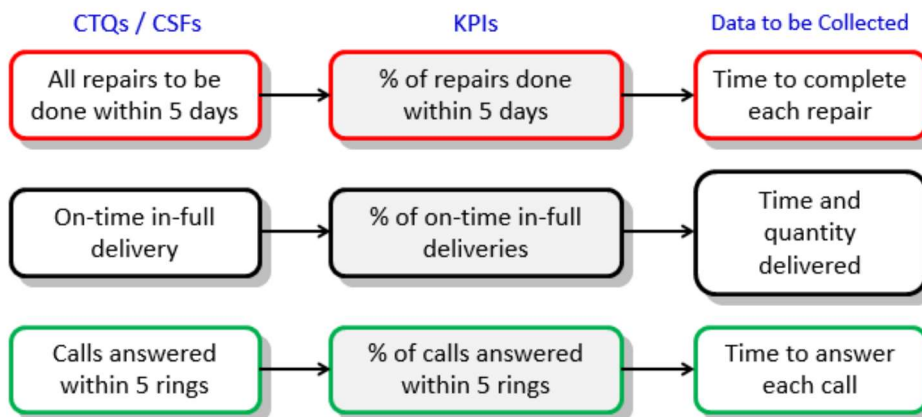 CTQs / CSFs
KPIs
Data to be Collected
All repairs to be
done within 5 days
% of repairs done
within 5 days
Time to complete
each repair
On-time in-full
delivery
% of on-time in-full
deliveries
Time and
quantity
delivered
Calls answered
within 5 rings
% of calls answered
within 5 rings
Time to answer
each call